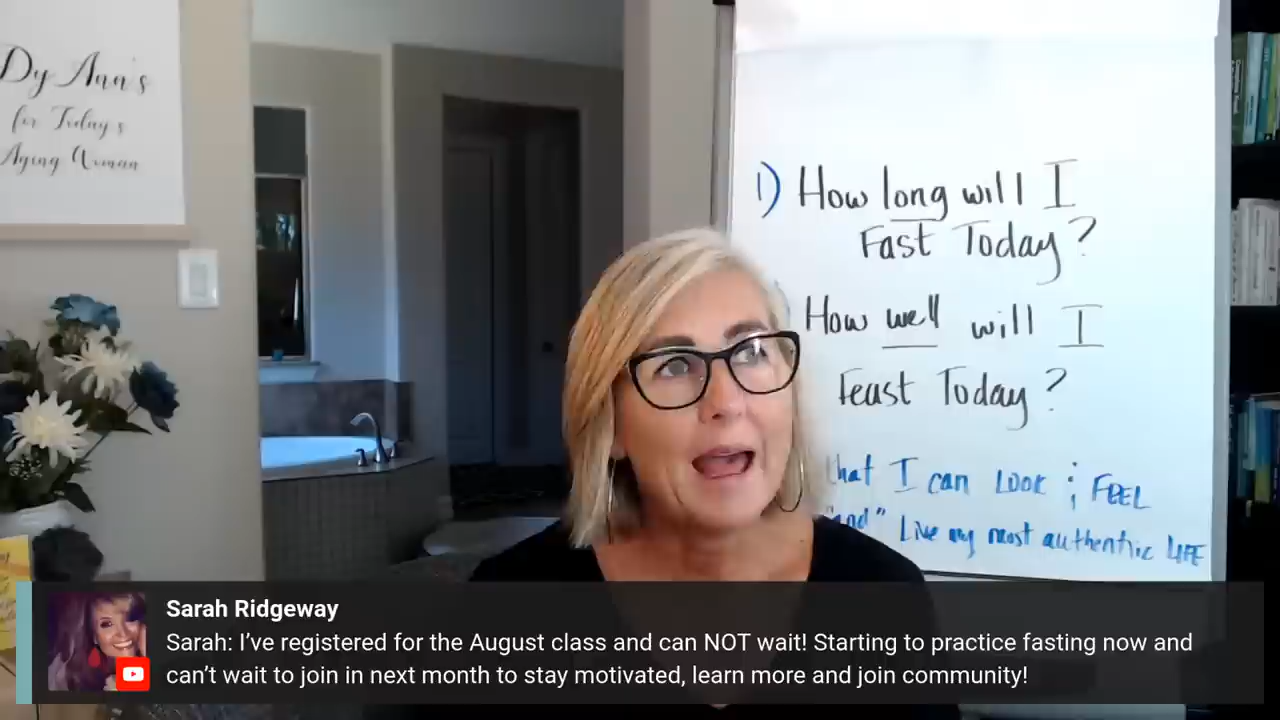 Dy Ann's
for Today's
Aging Woman
1) How long will I
Fast Today?
How well will I
Feast Today?
that I can Look ; FEEL
"and" Live my most authentic LIFE
Sarah Ridgeway
Sarah: I've registered for the August class and can NOT wait! Starting to practice fasting now and
can't wait to join in next month to stay motivated, learn more and join community!